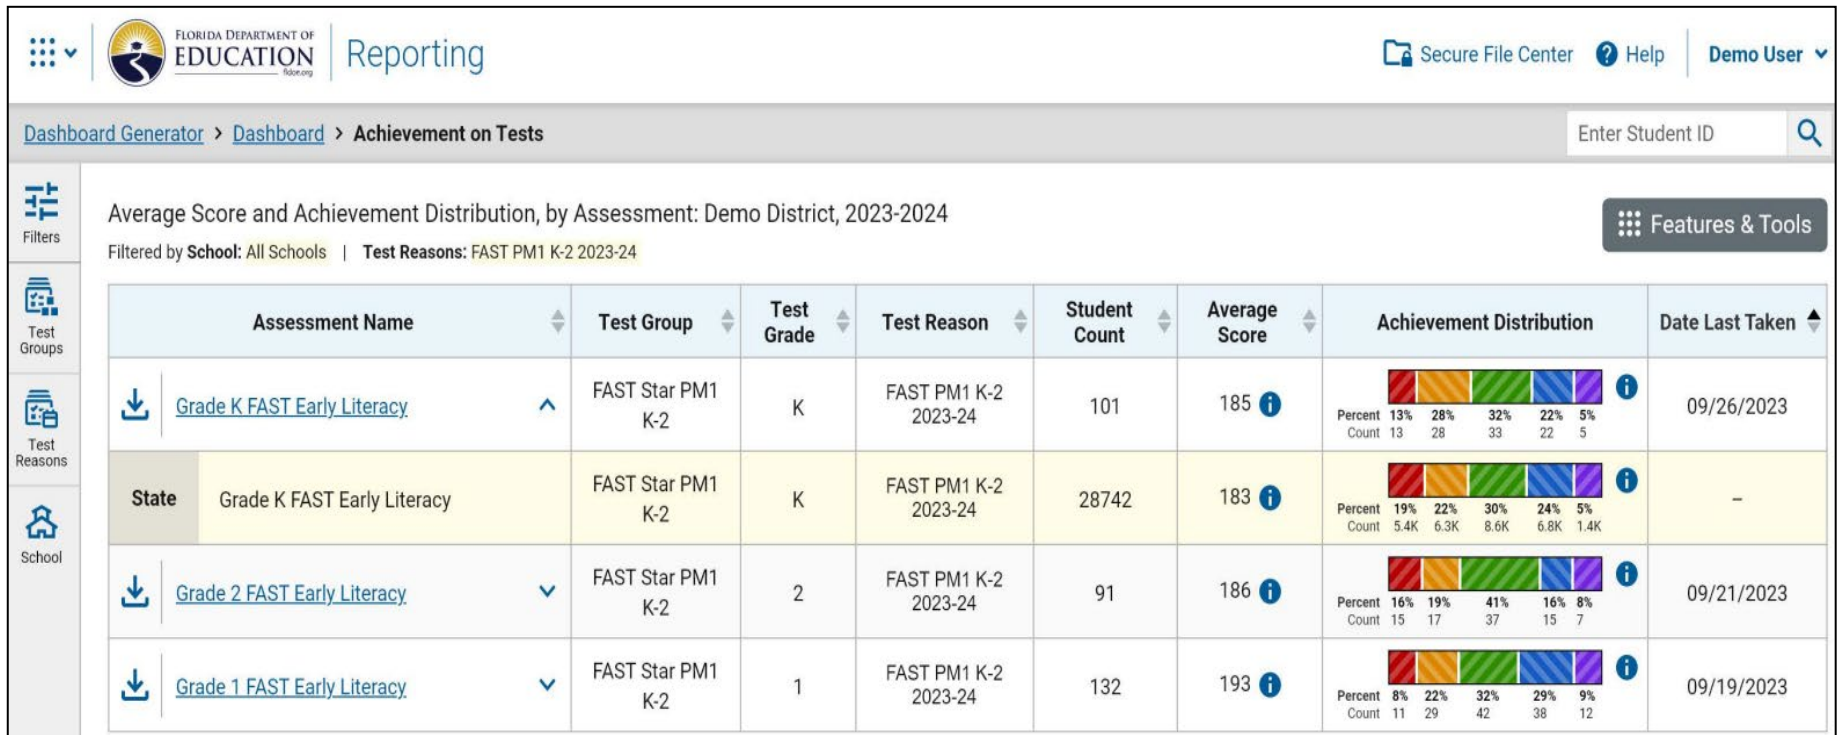 FLORIDA DEPARTMENT OF
EDUCATION
fldoe.org
Reporting
Secure File Center
Help
Demo User
Dashboard Generator > Dashboard > Achievement on Tests
Enter Student ID
Filters
Test
Groups
Test
Reasons
School
Average Score and Achievement Distribution, by Assessment: Demo District, 2023-2024
Features & Tools
Filtered by School: All Schools | Test Reasons: FAST PM1 K-2 2023-24
Assessment Name
Test Group
Test
Grade
Test Reason
Student
Count
Average
Score
Achievement Distribution
Date Last Taken
Grade K FAST Early Literacy
FAST Star PM1
K-2
K
FAST PM1 K-2
2023-24
101
185
Percent 13% 28% 32% 22% 5%
Count 13 28 33 22 5
09/26/2023
State
Grade K FAST Early Literacy
FAST Star PM1
K-2
K
FAST PM1 K-2
2023-24
28742
183
Percent 19% 22% 30% 24% 5%
Count 5.4K 6.3K 8.6K 6.8K 1.4K
–
Grade 2 FAST Early Literacy
FAST Star PM1
K-2
2
FAST PM1 K-2
2023-24
91
186
Percent 16% 19% 41% 16% 8%
Count 15 17 37 15 7
09/21/2023
Grade 1 FAST Early Literacy
FAST Star PM1
K-2
1
FAST PM1 K-2
2023-24
132
193
Percent 8% 22% 32% 29% 9%
Count 11 29 42 38 12
09/19/2023